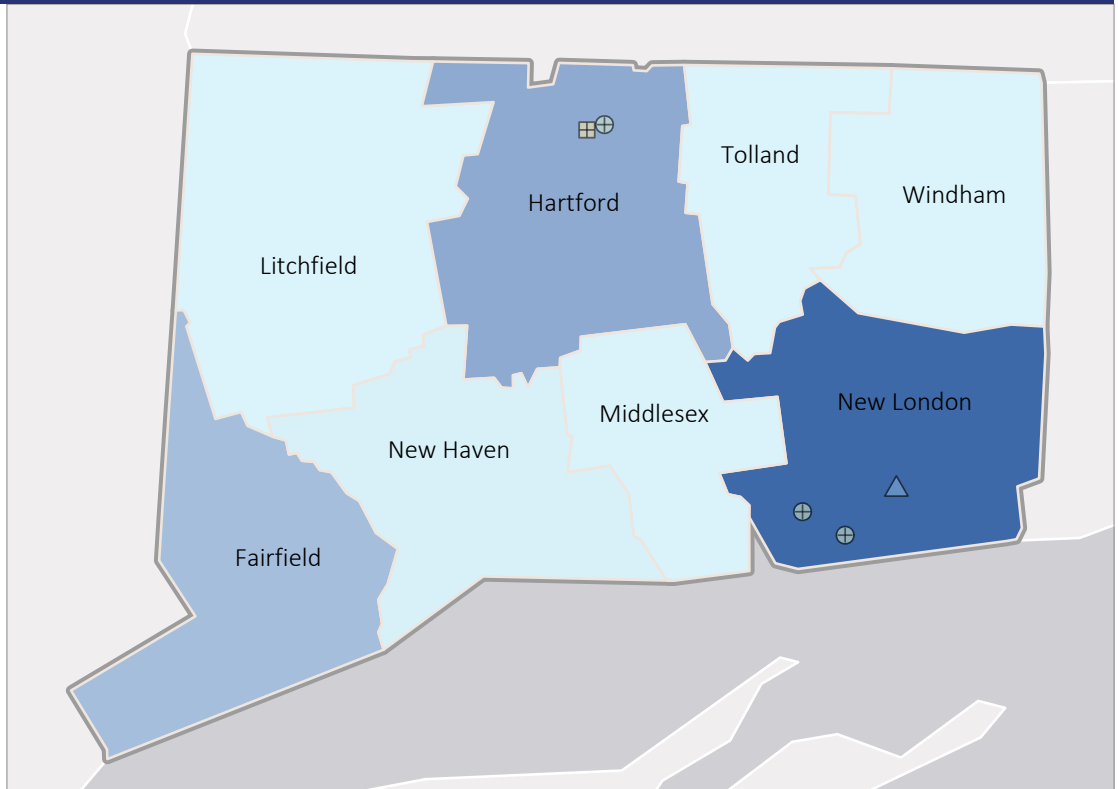 Tolland
Windham
Hartford
Litchfield
New London
Middlesex
New Haven
Fairfield